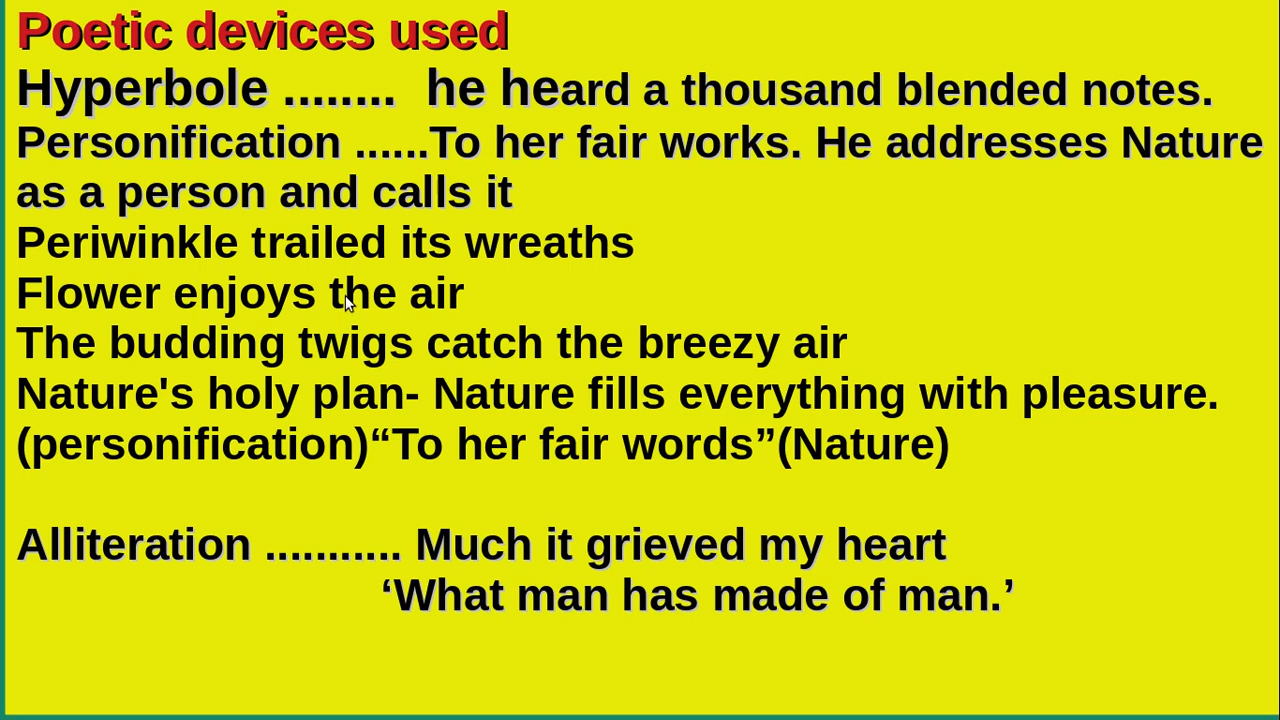 Poetic devices used
Hyperbole ........ he heard a thousand blended notes.
Personification ......To her fair works. He addresses Nature
as a person and calls it
Periwinkle trailed its wreaths
Flower enjoys the air
The budding twigs catch the breezy air
Nature's holy plan- Nature fills everything with pleasure.
(personification)“To her fair words”(Nature)
Alliteration ........... Much it grieved my heart
‘What man has made of man.’